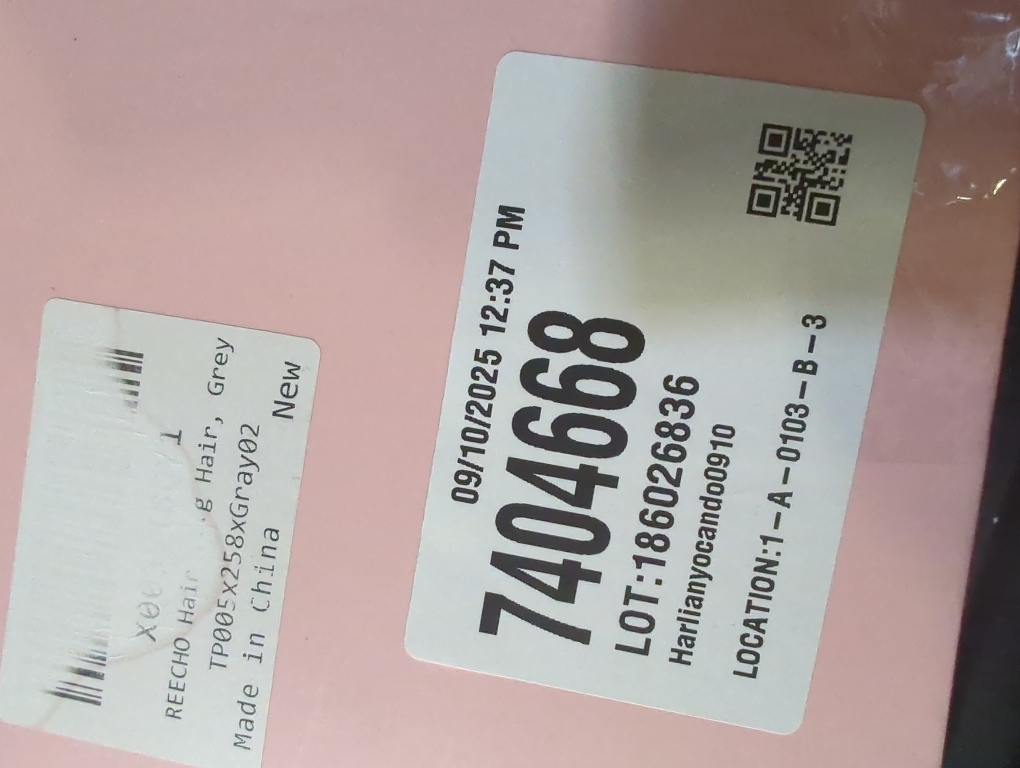 REECHO Hair g Hair, Grey
TP005x258xGray02
Made in China New
09/10/2025 12:37 PM
7404668
LOT:186026836
Harlianyocando0910
LOCATION:1-A-0103-B-3